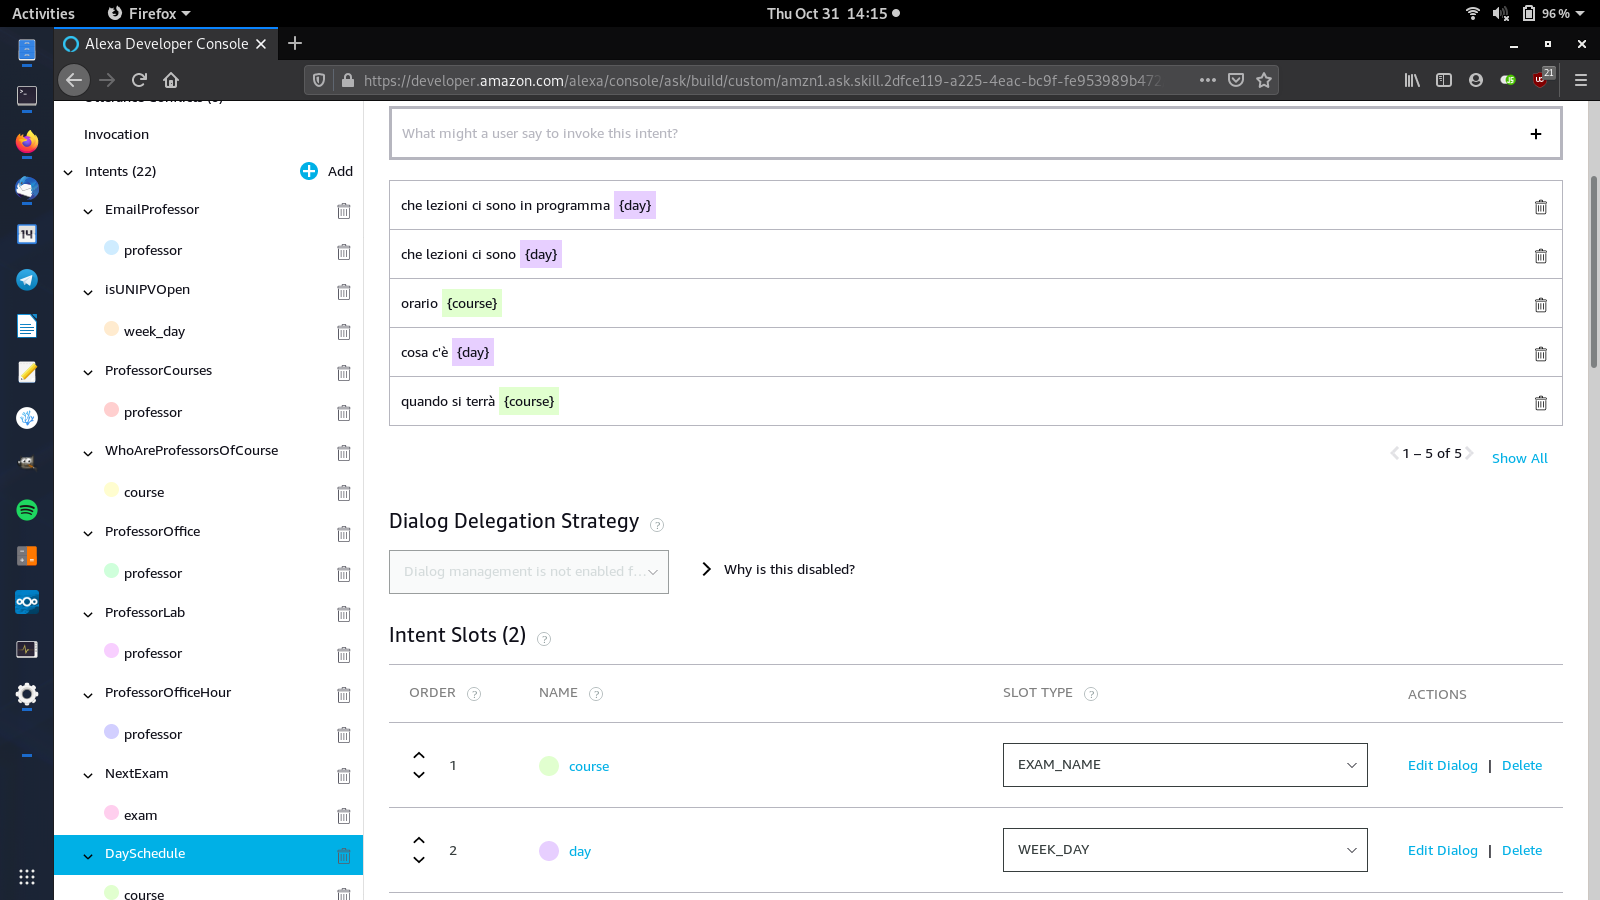 Activities
Firefox
Thu Oct 31 14:15
96 %
Alexa Developer Console
https://developer.amazon.com/alexa/console/ask/build/custom/amzn1.ask.skill.2dfce119-a225-4eac-bc9f-fe953989b472
21
Invocation
Intents (22)
Add
EmailProfessor
professor
isUNIPVOpen
week_day
ProfessorCourses
professor
WhoAreProfessorsOfCourse
course
ProfessorOffice
professor
ProfessorLab
professor
ProfessorOfficeHour
professor
NextExam
exam
DaySchedule
course
What might a user say to invoke this intent?
che lezioni ci sono in programma {day}
che lezioni ci sono {day}
orario {course}
cosa c'è {day}
quando si terrà {course}
1 – 5 of 5
Show All
Dialog Delegation Strategy
Dialog management is not enabled f...
Why is this disabled?
Intent Slots (2)
ORDER NAME SLOT TYPE ACTIONS
1 course EXAM_NAME Edit Dialog | Delete
2 day WEEK_DAY Edit Dialog | Delete